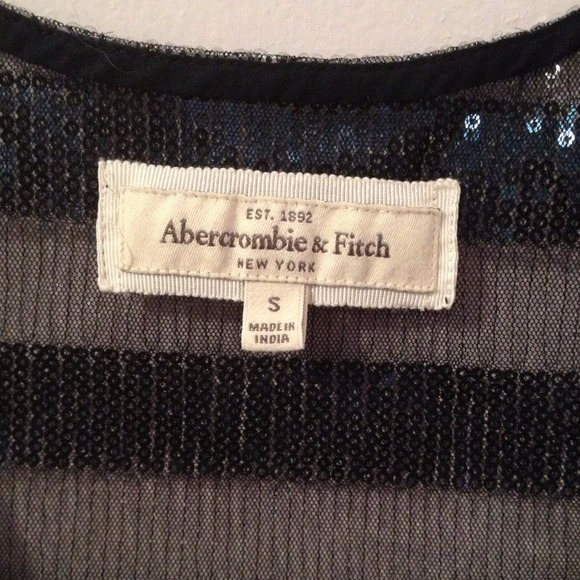 EST. 1892
Abercrombie & Fitch
NEW YORK
S
MADE IN
INDIA